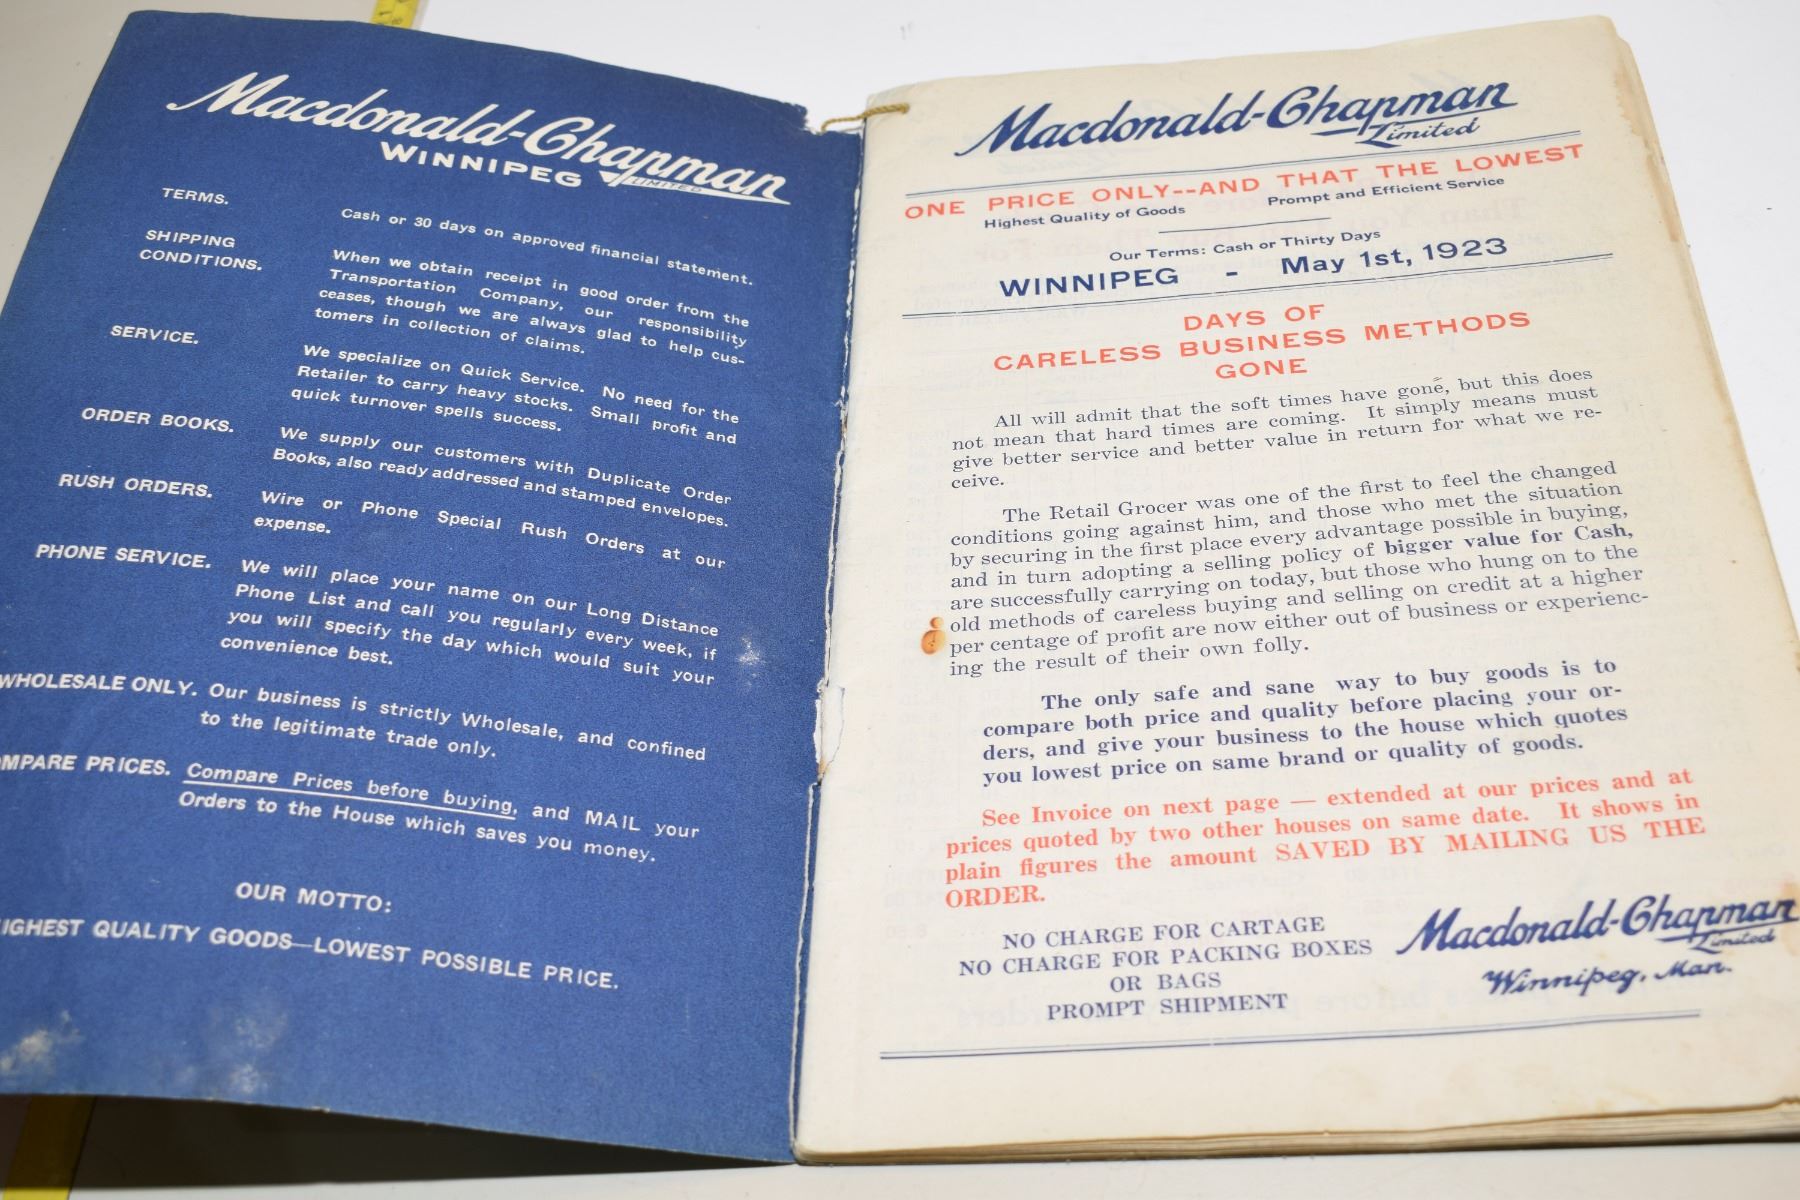 Macdonald-Chapman
LIMITED
WINNIPEG
TERMS.
Cash or 30 days on approved financial statement.
SHIPPING
CONDITIONS.
When we obtain receipt in good order from the
Transportation Company, our responsibility
ceases, though we are always glad to help cus-
tomers in collection of claims.
SERVICE.
We specialize on Quick Service. No need for the
Retailer to carry heavy stocks. Small profit and
quick turnover spells success.
ORDER BOOKS.
We supply our customers with Duplicate Order
Books, also ready addressed and stamped envelopes.
RUSH ORDERS.
Wire or Phone Special Rush Orders at our
expense.
PHONE SERVICE.
We will place your name on our Long Distance
Phone List and call you regularly every week, if
you will specify the day which would suit your
convenience best.
WHOLESALE ONLY. Our business is strictly Wholesale, and confined
to the legitimate trade only.
MPARE PRICES. Compare Prices before buying, and MAIL your
Orders to the House which saves you money.
OUR MOTTO:
IGHEST QUALITY GOODS—LOWEST POSSIBLE PRICE.
Macdonald-Chapman
Limited
ONE PRICE ONLY--AND THAT THE LOWEST
Highest Quality of Goods Prompt and Efficient Service
Our Terms: Cash or Thirty Days
WINNIPEG - May 1st, 1923
DAYS OF
CARELESS BUSINESS METHODS
GONE
All will admit that the soft times have gone, but this does
not mean that hard times are coming. It simply means must
give better service and better value in return for what we re-
ceive.
The Retail Grocer was one of the first to feel the changed
conditions going against him, and those who met the situation
by securing in the first place every advantage possible in buying,
and in turn adopting a selling policy of bigger value for Cash,
are successfully carrying on today, but those who hung on to the
old methods of careless buying and selling on credit at a higher
per centage of profit are now either out of business or experienc-
ing the result of their own folly.
The only safe and sane way to buy goods is to
compare both price and quality before placing your or-
ders, and give your business to the house which quotes
you lowest price on same brand or quality of goods.
See Invoice on next page — extended at our prices and at
prices quoted by two other houses on same date. It shows in
plain figures the amount SAVED BY MAILING US THE
ORDER.
NO CHARGE FOR CARTAGE
NO CHARGE FOR PACKING BOXES
OR BAGS
PROMPT SHIPMENT
Macdonald-Chapman
Limited
Winnipeg, Man.